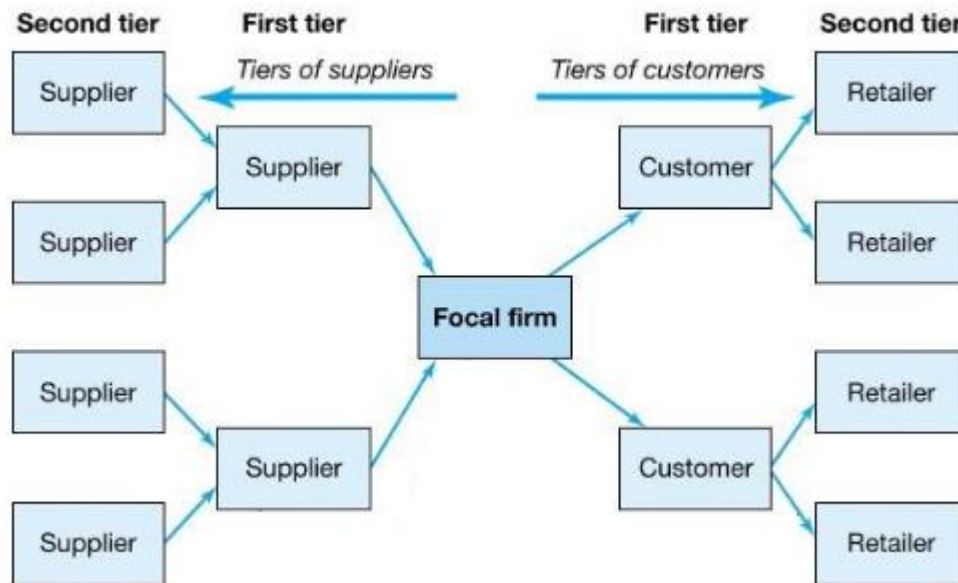 Second tier
First tier
First tier
Second tier
Tiers of suppliers
Tiers of customers
Supplier
Retailer
Supplier
Customer
Supplier
Retailer
Focal firm
Supplier
Retailer
Supplier
Customer
Supplier
Retailer